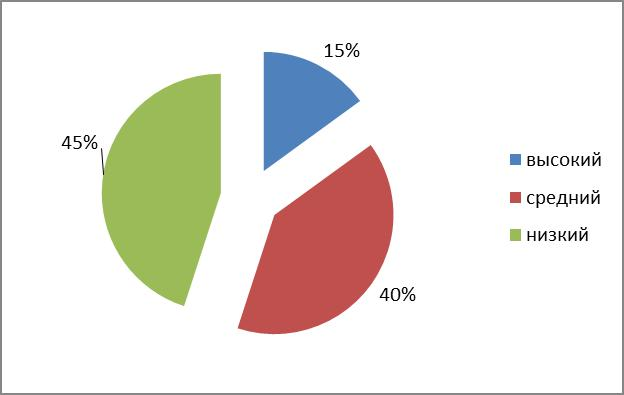 15%
45%
40%
высокий
средний
низкий